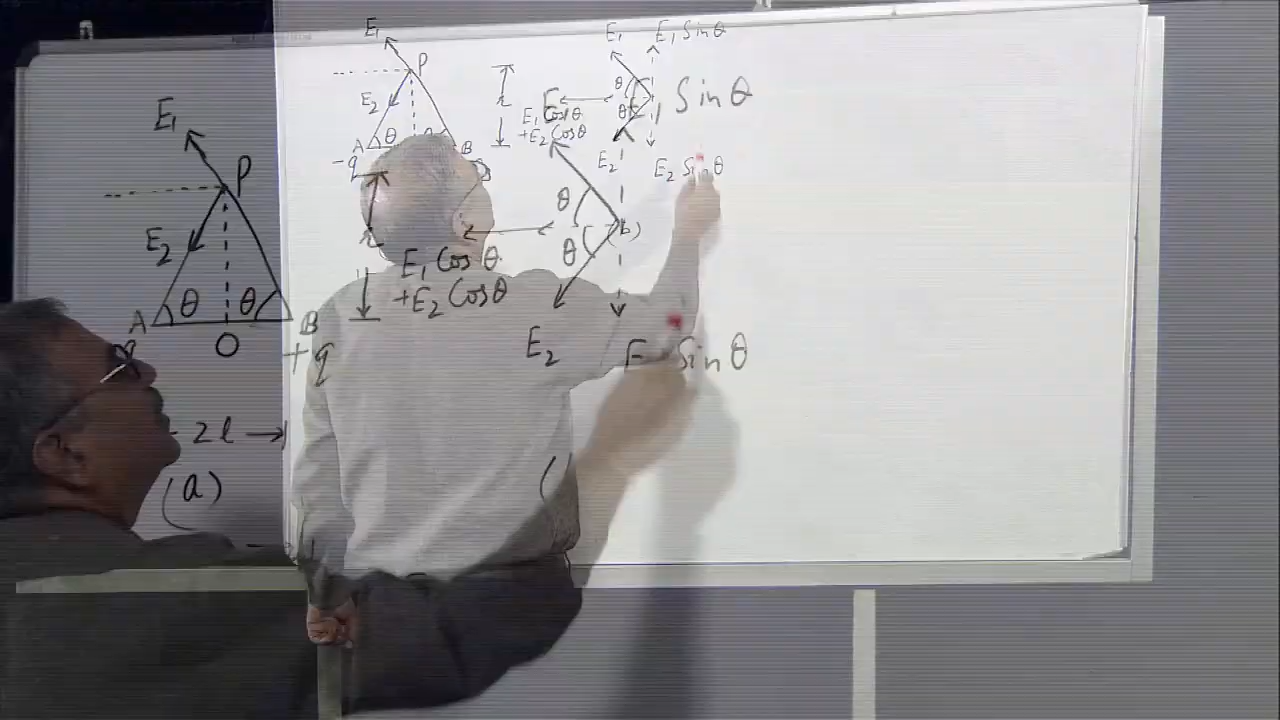 E₁
P
E₂
A
θ
B
-q
r
E₁
E₁ Sinθ
θ
θ
E₁ Cosθ
+E₂ Cosθ
E₂
E₂ Sinθ
E₁
P
E₂
A
θ
θ
B
O
+q
2l
(a)
r
Sinθ
θ
θ
E₁ Cosθ
+E₂ Cosθ
E₂
Sinθ